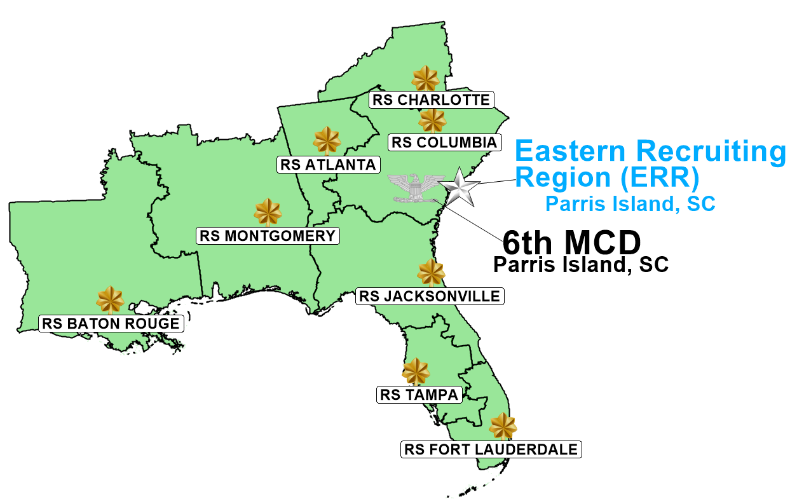 RS CHARLOTTE
RS COLUMBIA
RS ATLANTA
Eastern Recruiting
Region (ERR)
Parris Island, SC
6th MCD
Parris Island, SC
RS MONTGOMERY
RS JACKSONVILLE
RS BATON ROUGE
RS TAMPA
RS FORT LAUDERDALE